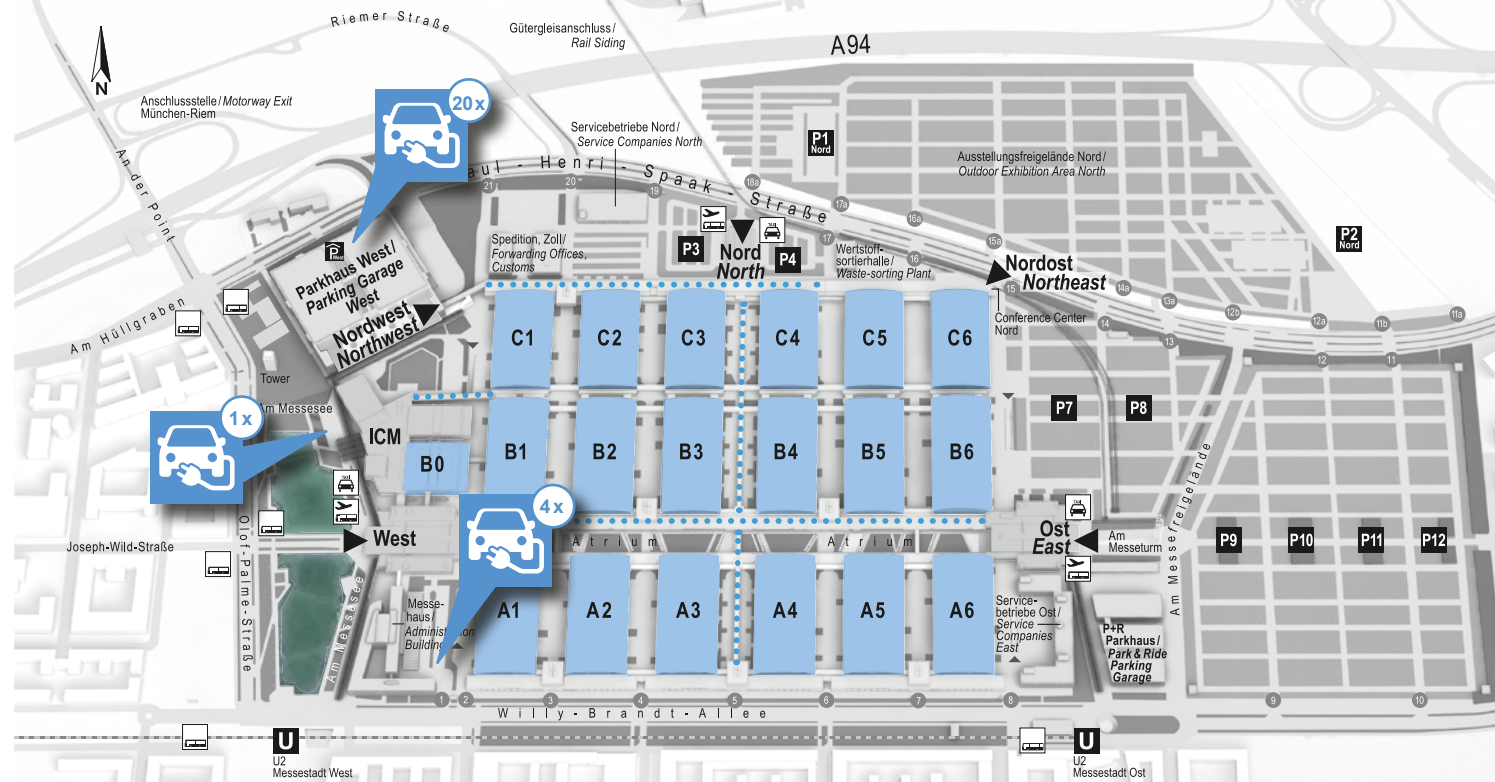 Riemer Straße
Gütergleisanschluss /
Rail Siding
A94
N
Anschlussstelle / Motorway Exit
München-Riem
20 x
Servicebetriebe Nord /
Service Companies North
P1
Nord
Ausstellungsfreigelände Nord /
Outdoor Exhibition Area North
An der Point
aul - Henri - Spaak - Straße
21
20
19
18a
17a
16a
15a
14a
13a
12b
12a
11b
11a
P2
Nord
West
Parkhaus West /
Parking Garage
West
Spedition, Zoll/
Forwarding Offices,
Customs
P3
Nord
North
TAXI
P4
17
Wertstoff-
sortierhalle /
Waste-sorting Plant
16
Nordost
Northeast
15
Conference Center
Nord
14
13
12
11
Nordwest
Northwest
Am Hüllgraben
C1
C2
C3
C4
C5
C6
Tower
Am Messesee
1 x
ICM
B0
B1
B2
B3
B4
B5
B6
P7
P8
4 x
TAXI
West
Joseph-Wild-Straße
Olof-Palme-Straße
Am Messesee
Atrium
Atrium
TAXI
Ost
East
Am
Messeturm
Am Messefreigelände
P9
P10
P11
P12
Messe-
haus /
Administion
Building
A1
A2
A3
A4
A5
A6
Service-
betriebe Ost /
Service
Companies
East
P+R
Parkhaus /
Park & Ride
Parking
Garage
1
2
3
4
5
6
7
8
9
10
Willy-Brandt-Allee
U
U2
Messestadt West
U
U2
Messestadt Ost